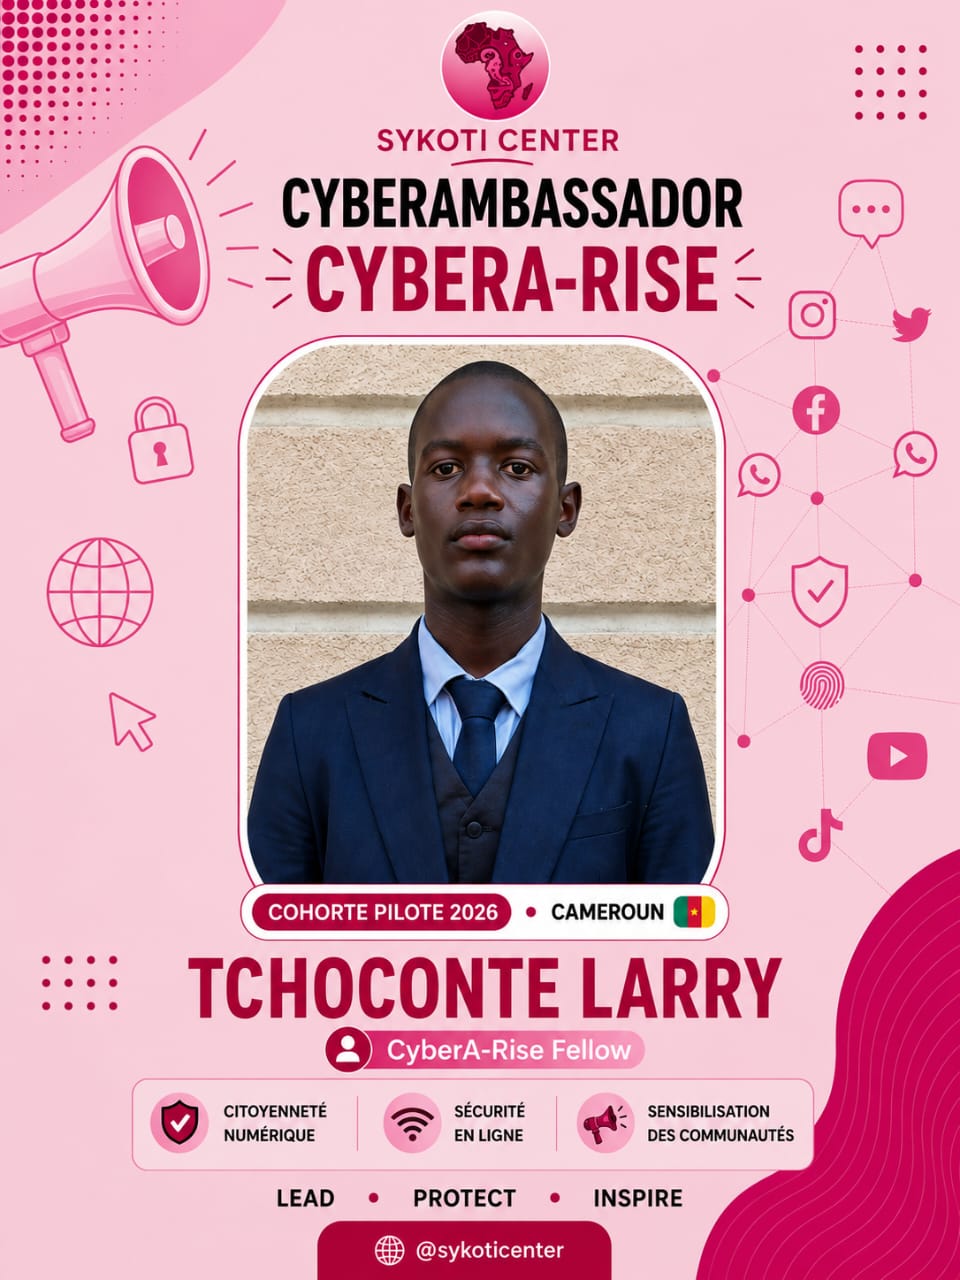 SYKOTI CENTER
CYBERAMBASSADOR
CYBERA-RISE
COHORTE PILOTE 2026 • CAMEROUN
TCHOCONTE LARRY
CyberA-Rise Fellow
CITOYENNETÉ
NUMÉRIQUE
SÉCURITÉ
EN LIGNE
SENSIBILISATION
DES COMMUNAUTÉS
LEAD • PROTECT • INSPIRE
@sykoticenter